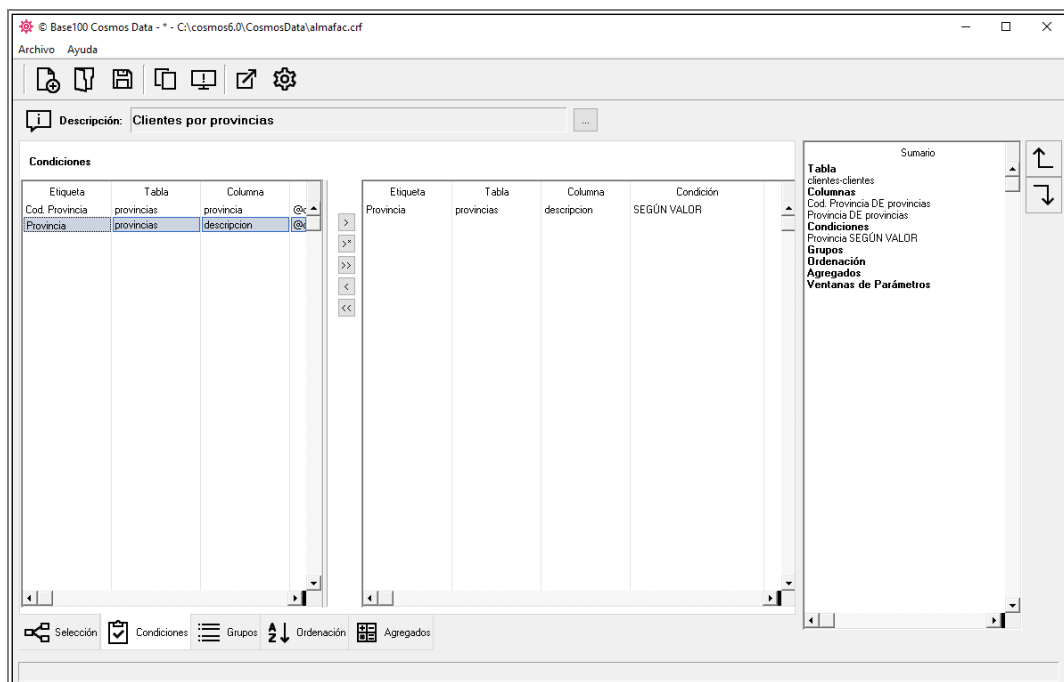 © Base100 Cosmos Data - * - C:\cosmos6.0\CosmosData\almafac.crf
Archivo Ayuda
Descripción: Clientes por provincias ...
Condiciones
Etiqueta Tabla Columna
Cod. Provincia provincias provincia
Provincia provincias descripcion
>
>*
>>
<
<<
Etiqueta Tabla Columna Condición
Provincia provincias descripcion SEGÚN VALOR
Sumario
Tabla
clientes-clientes
Columnas
Cod. Provincia DE provincias
Provincia DE provincias
Condiciones
Provincia SEGÚN VALOR
Grupos
Ordenación
Agregados
Ventanas de Parámetros
Selección Condiciones Grupos Ordenación Agregados